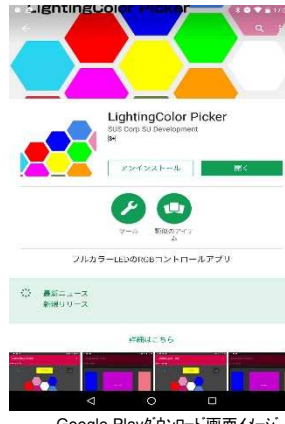 LightingColor Picker
LightingColor Picker
SUS Corp SU Development
アンインストール
開く
ツール
類似のアイテ
ム
フルカラーLEDのRGBコントロールアプリ
最新ニュース
新規リリース
詳細はこちら
Google Playﾀﾞｳﾝﾛｰﾄﾞ画面ｲﾒｰｼﾞ